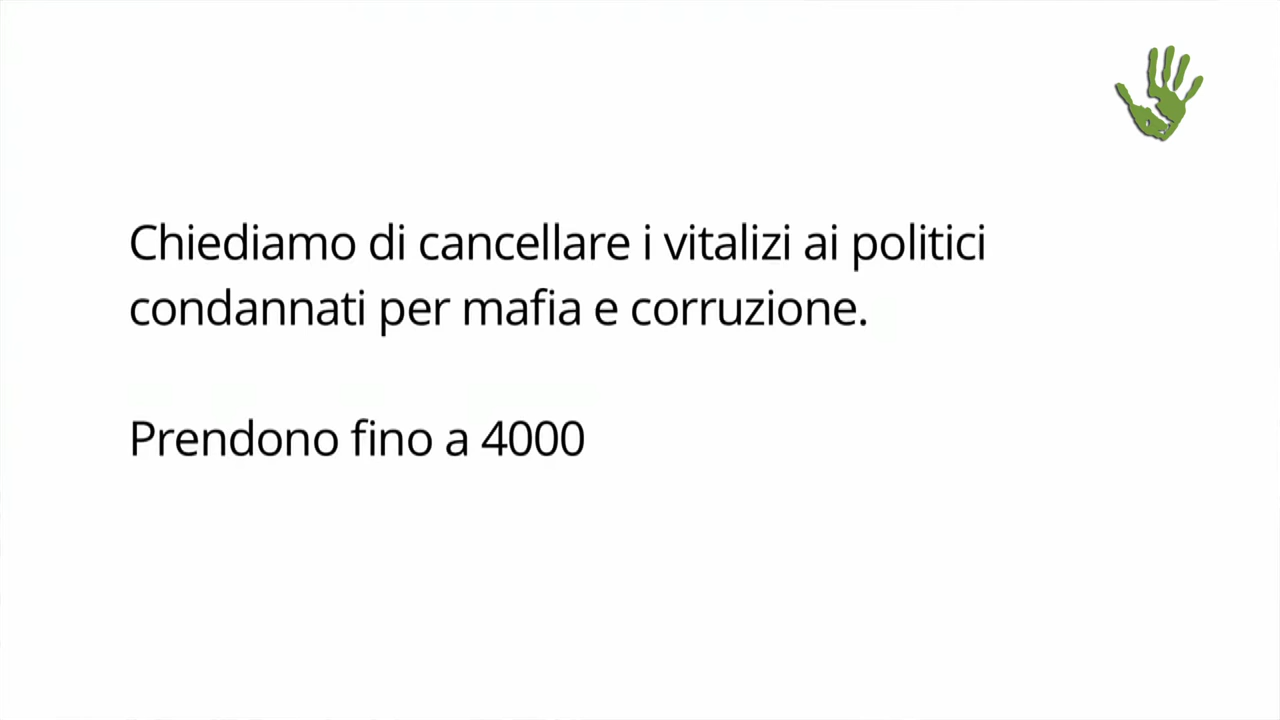 Chiediamo di cancellare i vitalizi ai politici
condannati per mafia e corruzione.
Prendono fino a 4000